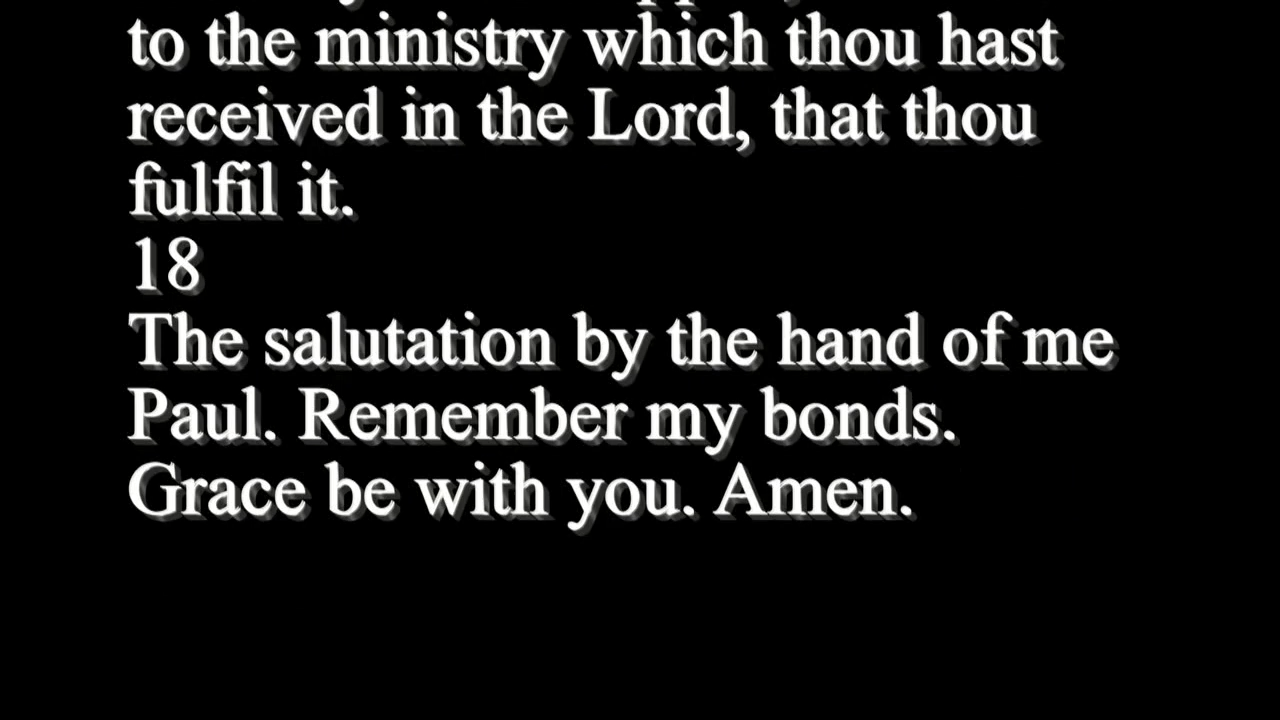 to the ministry which thou hast
received in the Lord, that thou
fulfil it.
18
The salutation by the hand of me
Paul. Remember my bonds.
Grace be with you. Amen.